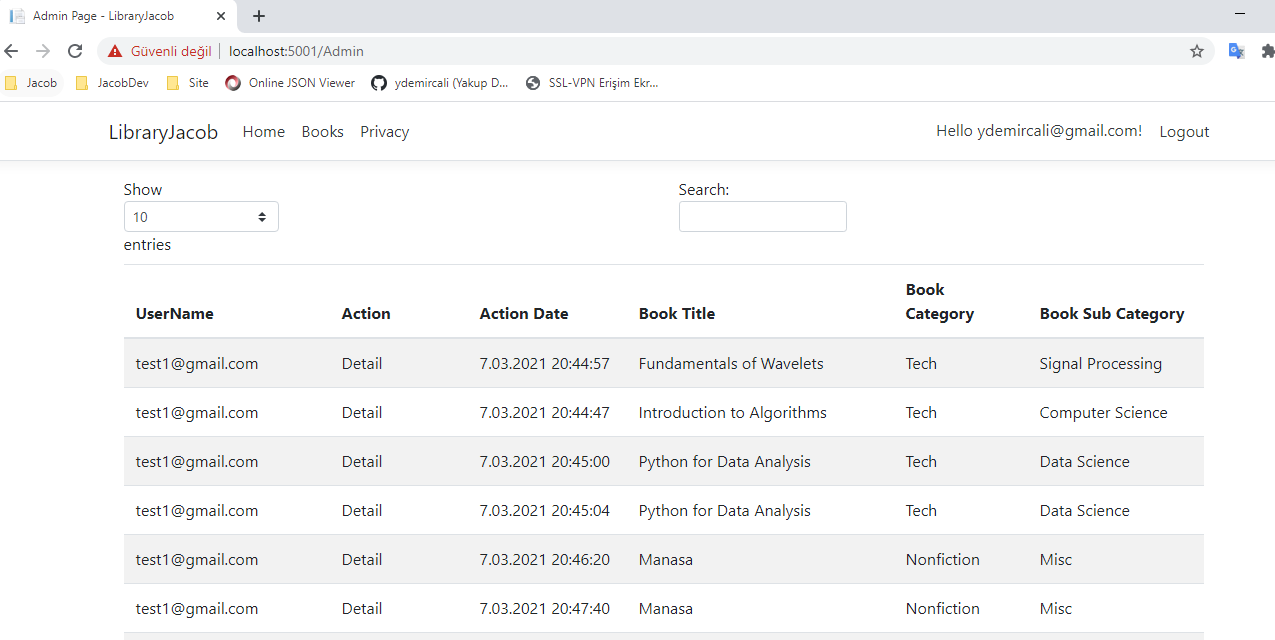 Admin Page - LibraryJacob
Güvenli değil localhost:5001/Admin
Jacob JacobDev Site Online JSON Viewer ydemircali (Yakup D... SSL-VPN Erişim Ekr...
LibraryJacob Home Books Privacy Hello ydemircali@gmail.com! Logout
Show Search:
10
entries
UserName Action Action Date Book Title Book Category Book Sub Category
test1@gmail.com Detail 7.03.2021 20:44:57 Fundamentals of Wavelets Tech Signal Processing
test1@gmail.com Detail 7.03.2021 20:44:47 Introduction to Algorithms Tech Computer Science
test1@gmail.com Detail 7.03.2021 20:45:00 Python for Data Analysis Tech Data Science
test1@gmail.com Detail 7.03.2021 20:45:04 Python for Data Analysis Tech Data Science
test1@gmail.com Detail 7.03.2021 20:46:20 Manasa Nonfiction Misc
test1@gmail.com Detail 7.03.2021 20:47:40 Manasa Nonfiction Misc